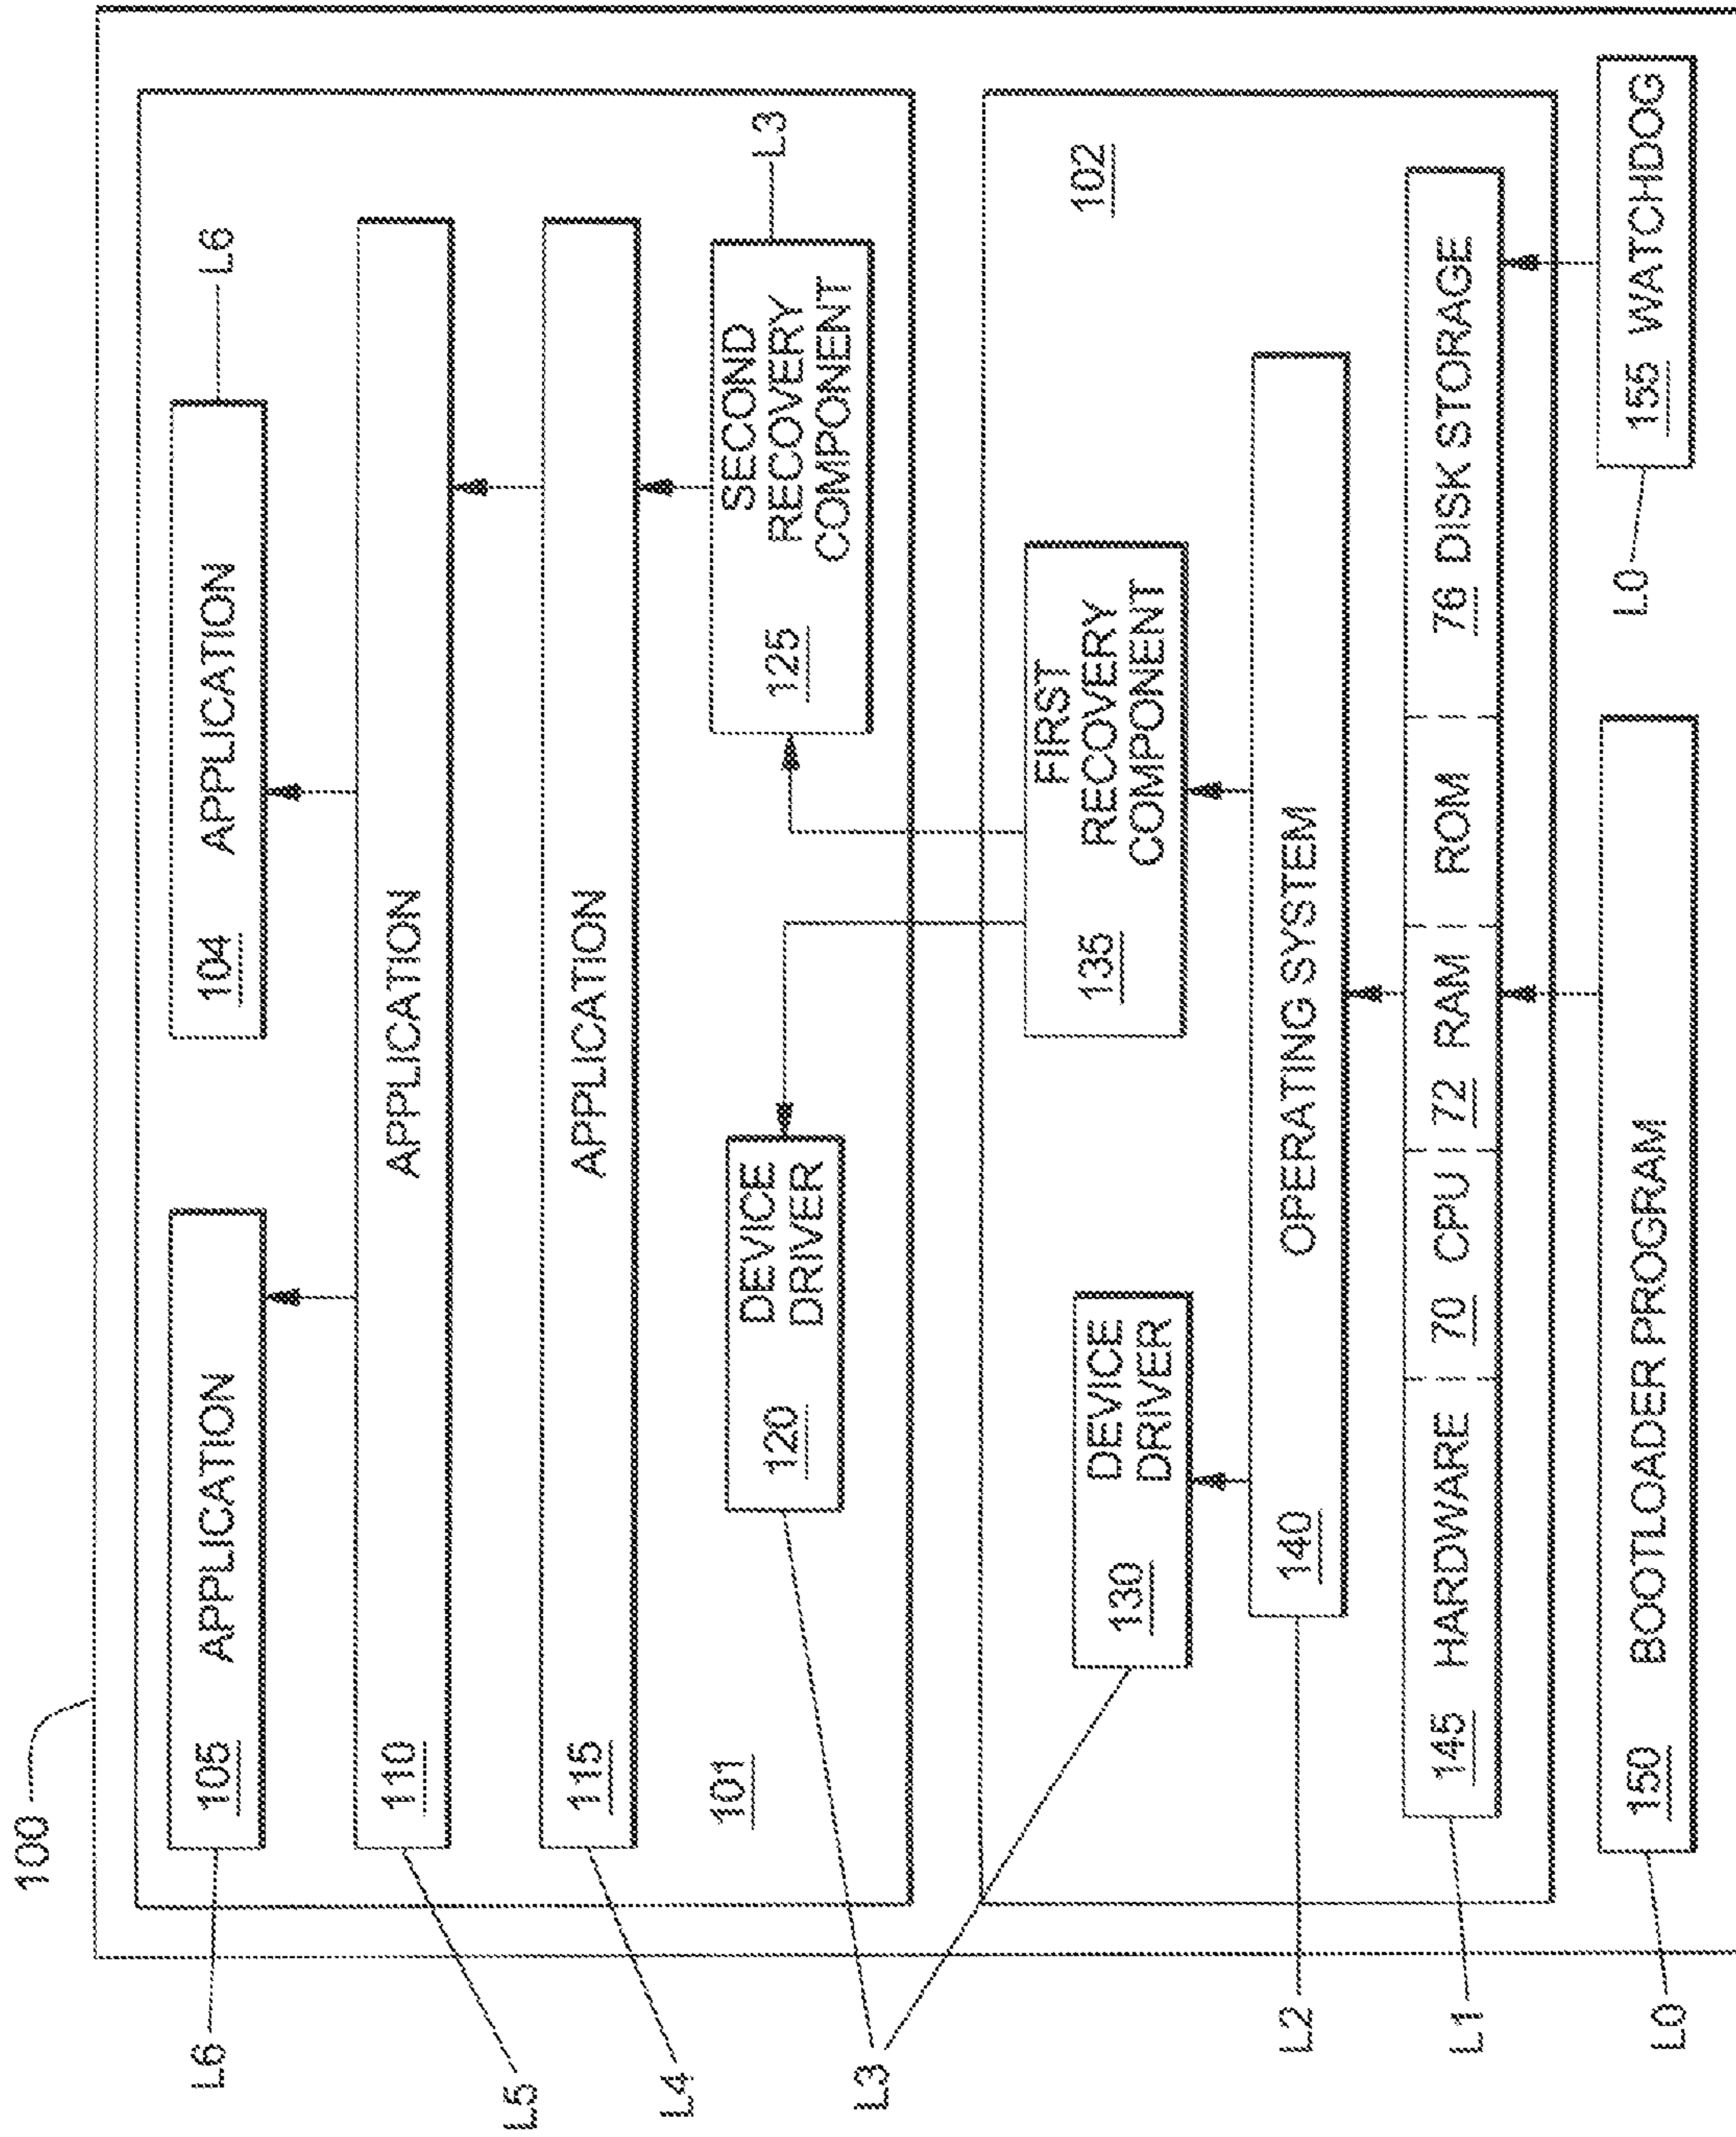 100
L6
105 APPLICATION
104 APPLICATION
L6
L5
110
APPLICATION
L4
115
APPLICATION
101
L3
120
DEVICE
DRIVER
125
SECOND
RECOVERY
COMPONENT
L3
130
DEVICE
DRIVER
135
FIRST
RECOVERY
COMPONENT
102
L2
140
OPERATING SYSTEM
L1
145 HARDWARE
70 CPU
72 RAM
ROM
76 DISK STORAGE
L0
150 BOOTLOADER PROGRAM
L0
155 WATCHDOG